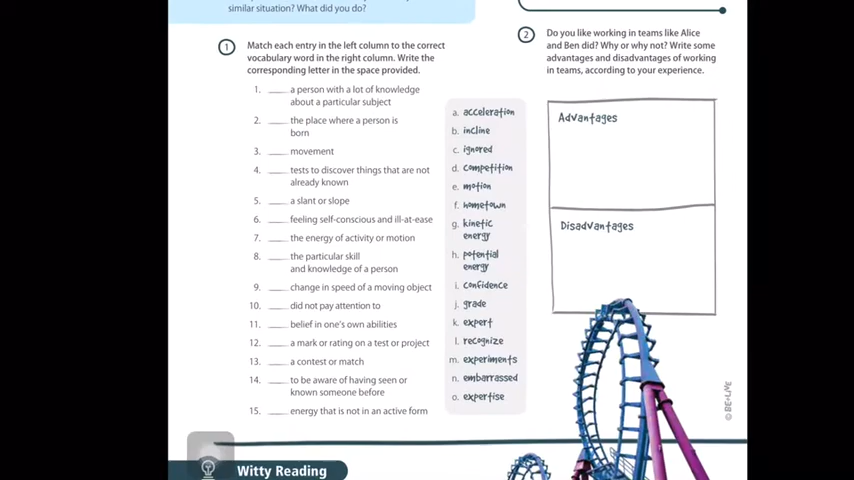 similar situation? What did you do?
1 Match each entry in the left column to the correct
vocabulary word in the right column. Write the
corresponding letter in the space provided.
1. ____ a person with a lot of knowledge
about a particular subject
2. ____ the place where a person is
born
3. ____ movement
4. ____ tests to discover things that are not
already known
5. ____ a slant or slope
6. ____ feeling self-conscious and ill-at-ease
7. ____ the energy of activity or motion
8. ____ the particular skill
and knowledge of a person
9. ____ change in speed of a moving object
10. ____ did not pay attention to
11. ____ belief in one's own abilities
12. ____ a mark or rating on a test or project
13. ____ a contest or match
14. ____ to be aware of having seen or
known someone before
15. ____ energy that is not in an active form
a. acceleration
b. incline
c. ignored
d. competition
e. motion
f. hometown
g. kinetic
energy
h. potential
energy
i. confidence
j. grade
k. expert
l. recognize
m. experiments
n. embarrassed
o. expertise
2 Do you like working in teams like Alice
and Ben did? Why or why not? Write some
advantages and disadvantages of working
in teams, according to your experience.
Advantages
Disadvantages
© BE+LIVE
Witty Reading